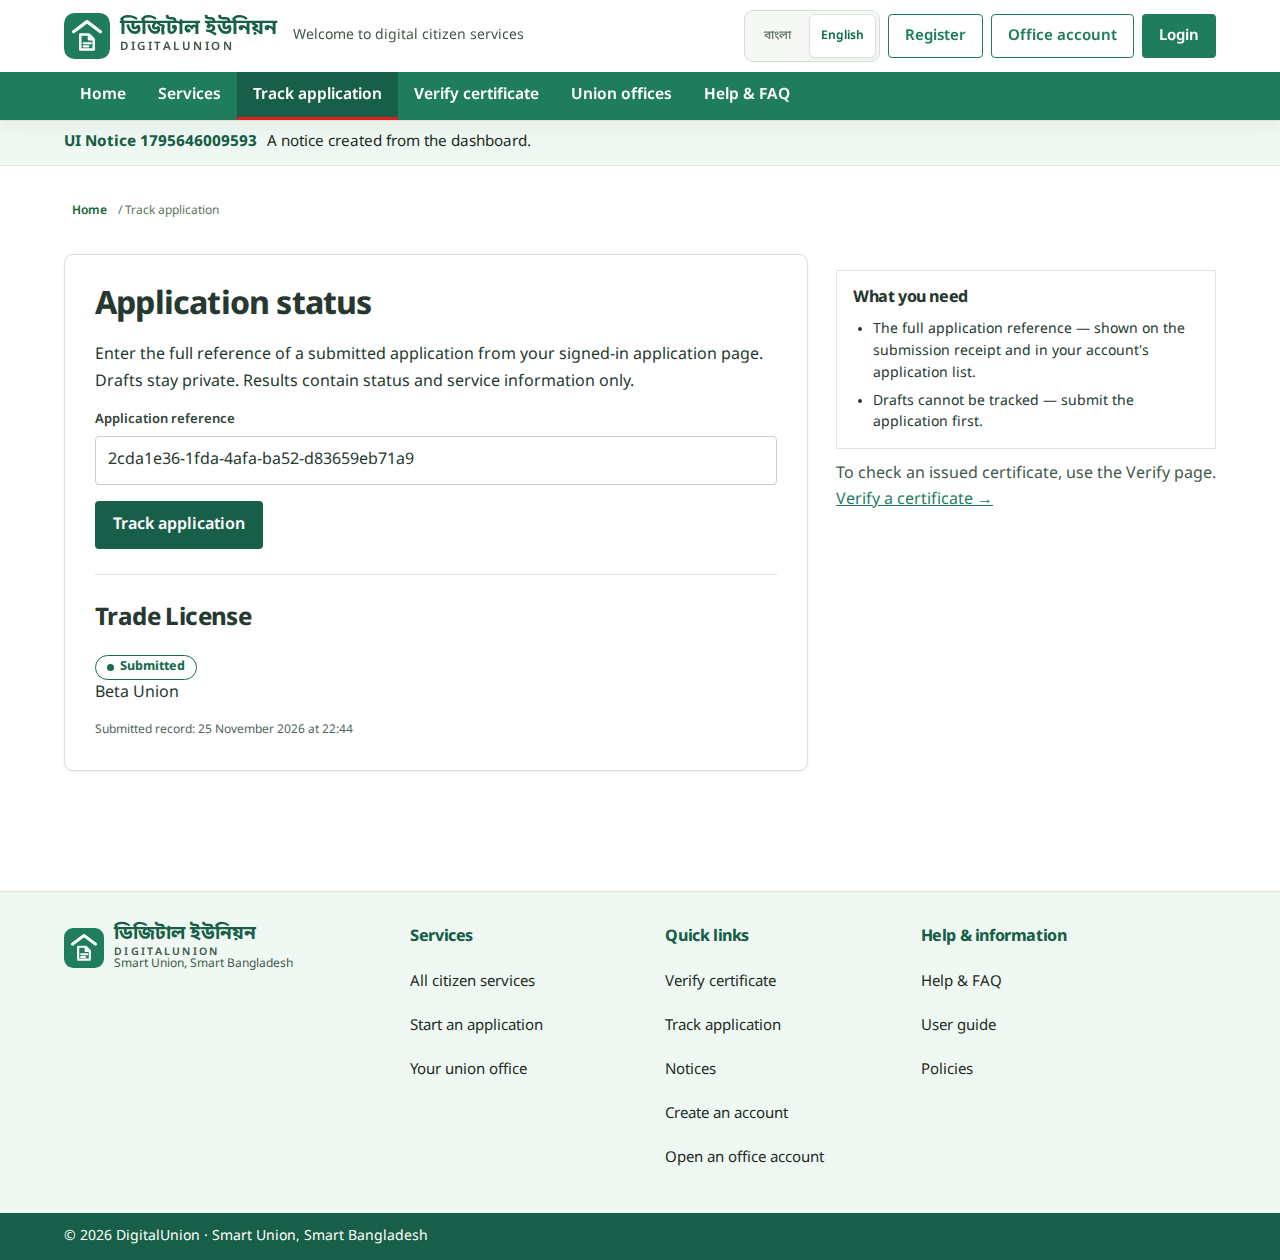 ডিজিটাল ইউনিয়ন
DIGITALUNION
Welcome to digital citizen services
বাংলা
English
Register
Office account
Login
Home
Services
Track application
Verify certificate
Union offices
Help & FAQ
UI Notice 1795646009593 A notice created from the dashboard.
Home / Track application
Application status
Enter the full reference of a submitted application from your signed-in application page.
Drafts stay private. Results contain status and service information only.
Application reference
2cda1e36-1fda-4afa-ba52-d83659eb71a9
Track application
Trade License
Submitted
Beta Union
Submitted record: 25 November 2026 at 22:44
What you need
• The full application reference — shown on the
submission receipt and in your account's
application list.
• Drafts cannot be tracked — submit the
application first.
To check an issued certificate, use the Verify page.
Verify a certificate →
ডিজিটাল ইউনিয়ন
DIGITALUNION
Smart Union, Smart Bangladesh
Services
All citizen services
Start an application
Your union office
Quick links
Verify certificate
Track application
Notices
Create an account
Open an office account
Help & information
Help & FAQ
User guide
Policies
© 2026 DigitalUnion · Smart Union, Smart Bangladesh